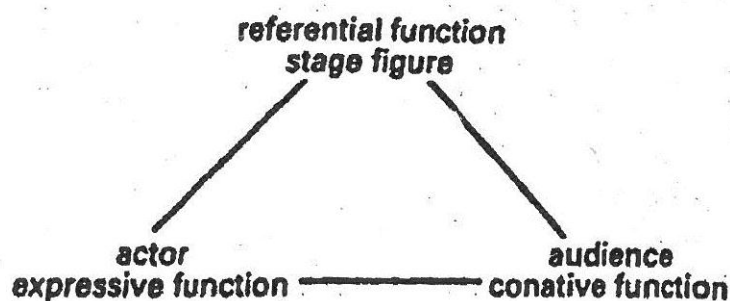 referential function
stage figure
actor
expressive function
audience
conative function